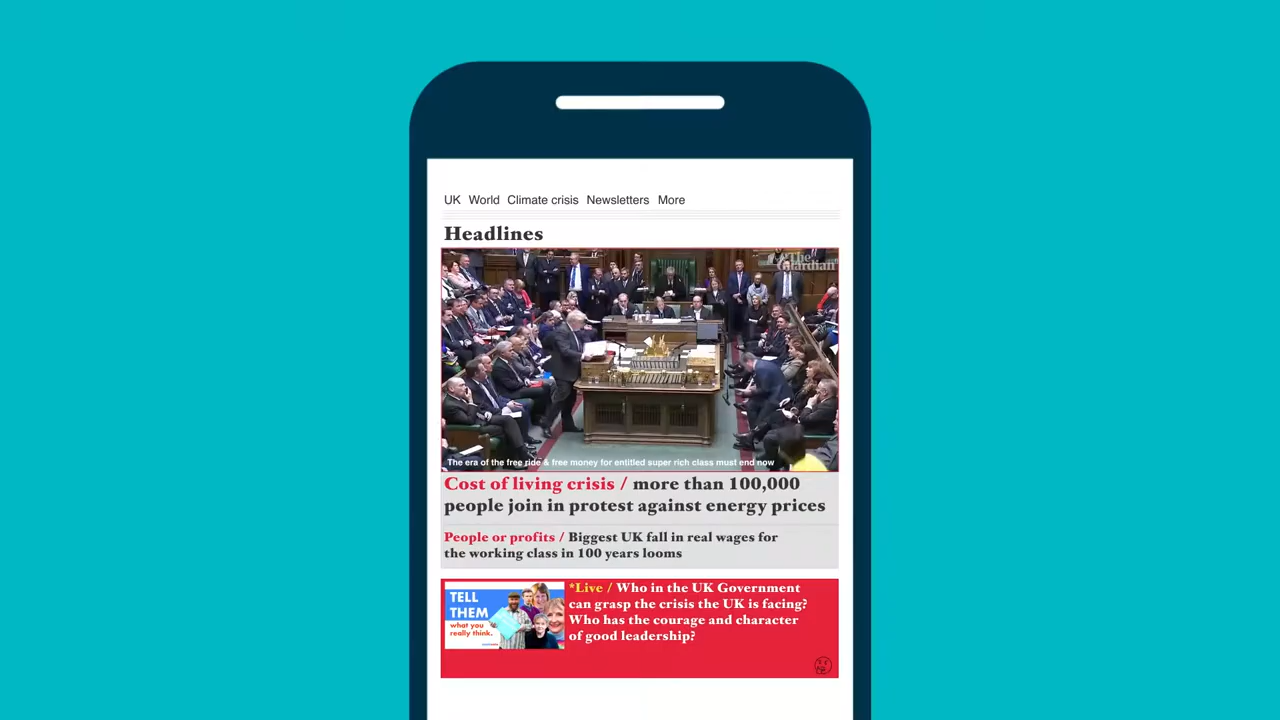 UK World Climate crisis Newsletters More
Headlines
The Guardian
The era of the free ride & free money for entitled super rich class must end now
Cost of living crisis / more than 100,000
people join in protest against energy prices
People or profits / Biggest UK fall in real wages for
the working class in 100 years looms
TELL
THEM
what you
really think.
*Live / Who in the UK Government
can grasp the crisis the UK is facing?
Who has the courage and character
of good leadership?